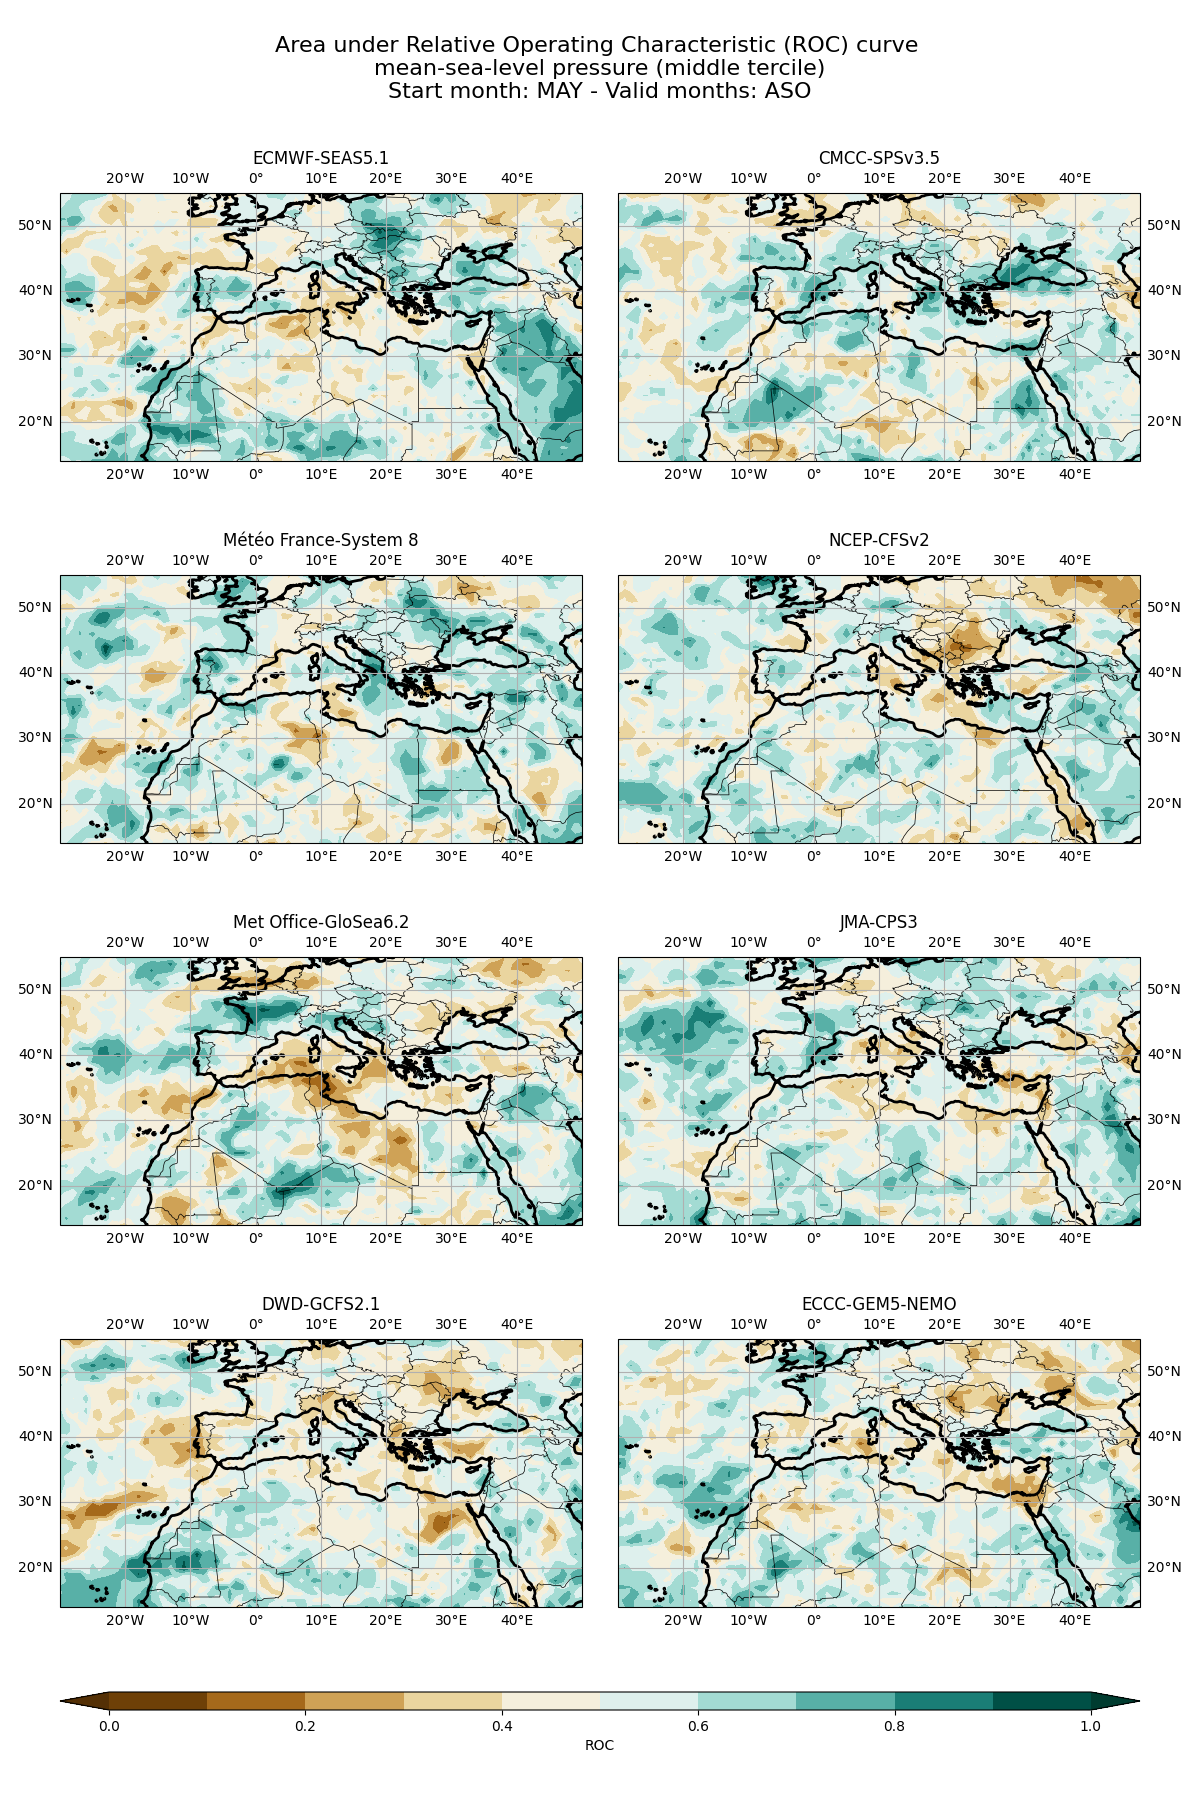 Area under Relative Operating Characteristic (ROC) curve
mean-sea-level pressure (middle tercile)
Start month: MAY - Valid months: ASO
ECMWF-SEAS5.1
CMCC-SPSv3.5
20°W 10°W 0° 10°E 20°E 30°E 40°E
20°W 10°W 0° 10°E 20°E 30°E 40°E
50°N
50°N
40°N
40°N
30°N
30°N
20°N
20°N
20°W 10°W 0° 10°E 20°E 30°E 40°E
20°W 10°W 0° 10°E 20°E 30°E 40°E
Météo France-System 8
NCEP-CFSv2
20°W 10°W 0° 10°E 20°E 30°E 40°E
20°W 10°W 0° 10°E 20°E 30°E 40°E
50°N
50°N
40°N
40°N
30°N
30°N
20°N
20°N
20°W 10°W 0° 10°E 20°E 30°E 40°E
20°W 10°W 0° 10°E 20°E 30°E 40°E
Met Office-GloSea6.2
JMA-CPS3
20°W 10°W 0° 10°E 20°E 30°E 40°E
20°W 10°W 0° 10°E 20°E 30°E 40°E
50°N
50°N
40°N
40°N
30°N
30°N
20°N
20°N
20°W 10°W 0° 10°E 20°E 30°E 40°E
20°W 10°W 0° 10°E 20°E 30°E 40°E
DWD-GCFS2.1
ECCC-GEM5-NEMO
20°W 10°W 0° 10°E 20°E 30°E 40°E
20°W 10°W 0° 10°E 20°E 30°E 40°E
50°N
50°N
40°N
40°N
30°N
30°N
20°N
20°N
20°W 10°W 0° 10°E 20°E 30°E 40°E
20°W 10°W 0° 10°E 20°E 30°E 40°E
0.0 0.2 0.4 0.6 0.8 1.0
ROC